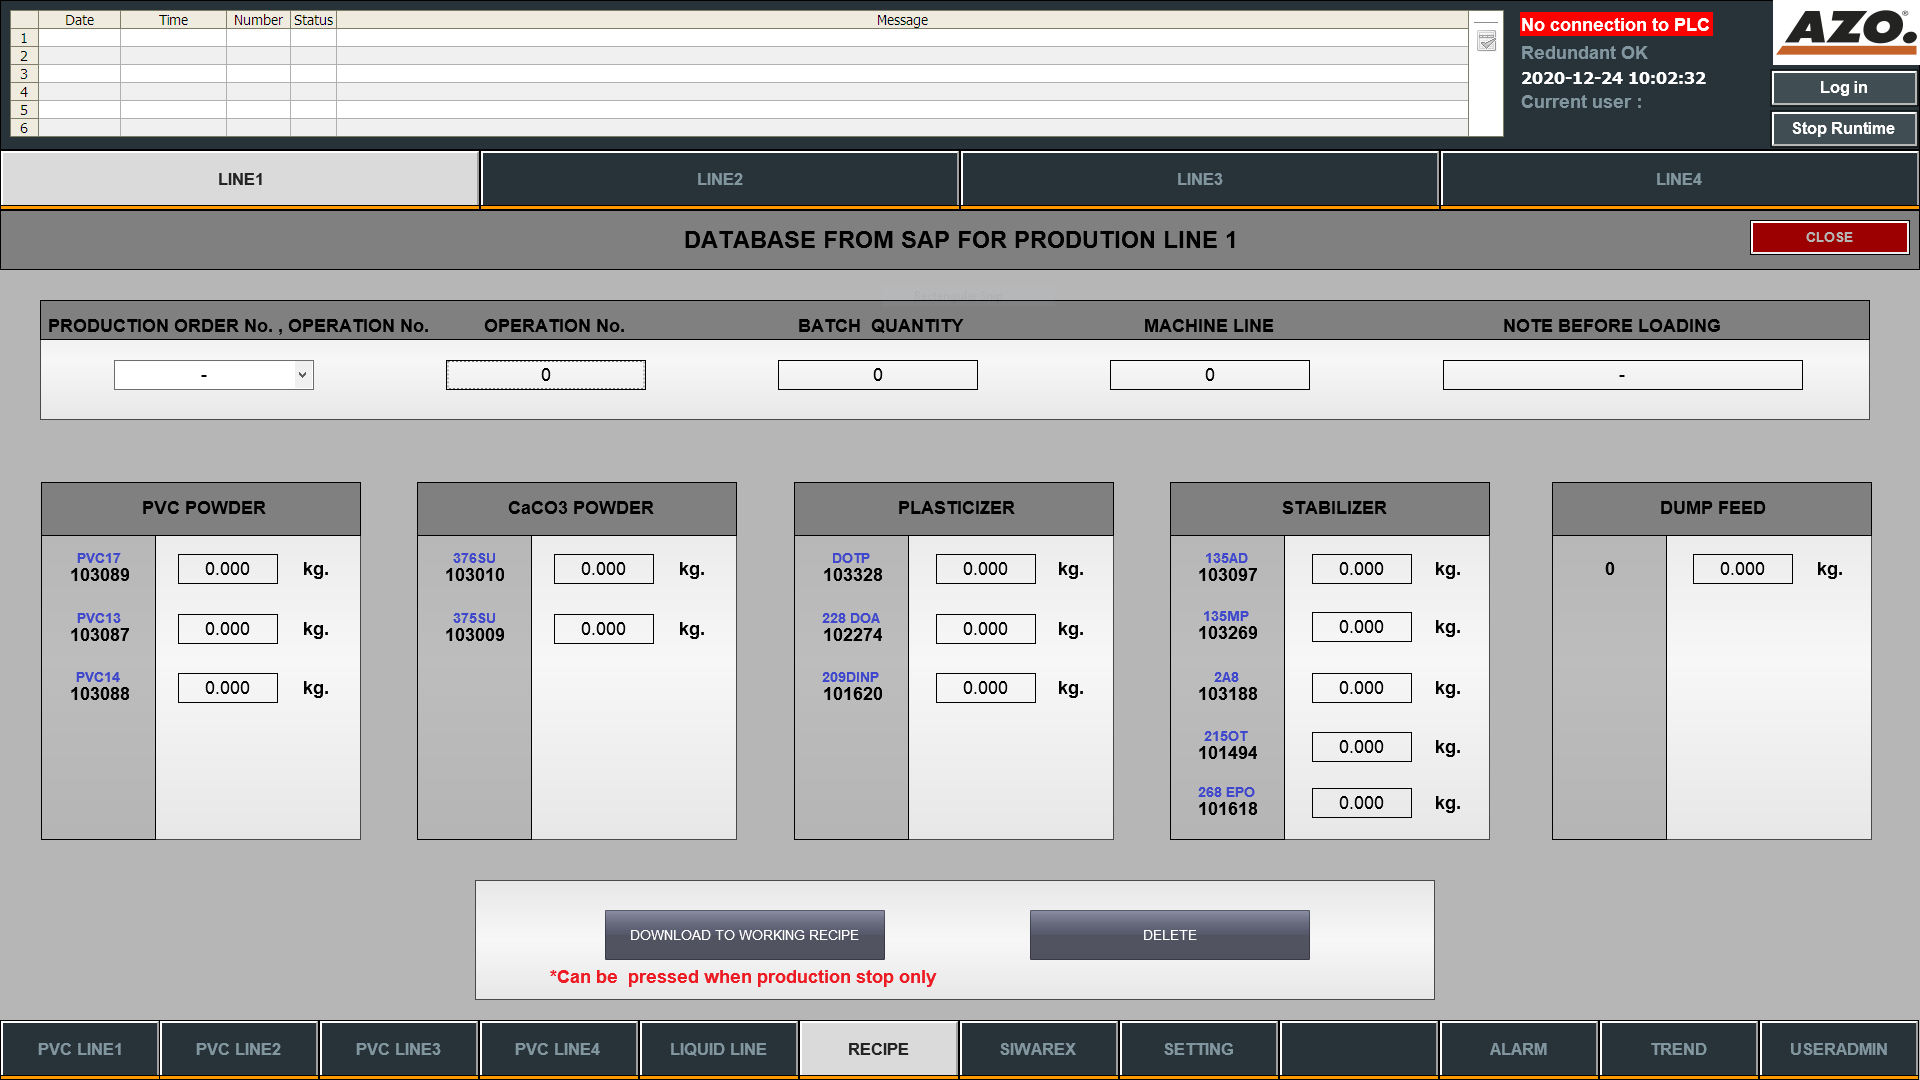 Date Time Number Status Message
1
2
3
4
5
6
No connection to PLC
Redundant OK
2020-12-24 10:02:32
Current user :
AZO.®
Log in
Stop Runtime
LINE1 LINE2 LINE3 LINE4
DATABASE FROM SAP FOR PRODUTION LINE 1
CLOSE
PRODUCTION ORDER No. , OPERATION No. OPERATION No. BATCH QUANTITY MACHINE LINE NOTE BEFORE LOADING
- 0 0 0 -
PVC POWDER
PVC17
103089 0.000 kg.
PVC13
103087 0.000 kg.
PVC14
103088 0.000 kg.
CaCO3 POWDER
376SU
103010 0.000 kg.
375SU
103009 0.000 kg.
PLASTICIZER
DOTP
103328 0.000 kg.
228 DOA
102274 0.000 kg.
209DINP
101620 0.000 kg.
STABILIZER
135AD
103097 0.000 kg.
135MP
103269 0.000 kg.
2A8
103188 0.000 kg.
215OT
101494 0.000 kg.
268 EPO
101618 0.000 kg.
DUMP FEED
0 0.000 kg.
DOWNLOAD TO WORKING RECIPE DELETE
*Can be pressed when production stop only
PVC LINE1 PVC LINE2 PVC LINE3 PVC LINE4 LIQUID LINE RECIPE SIWAREX SETTING ALARM TREND USERADMIN